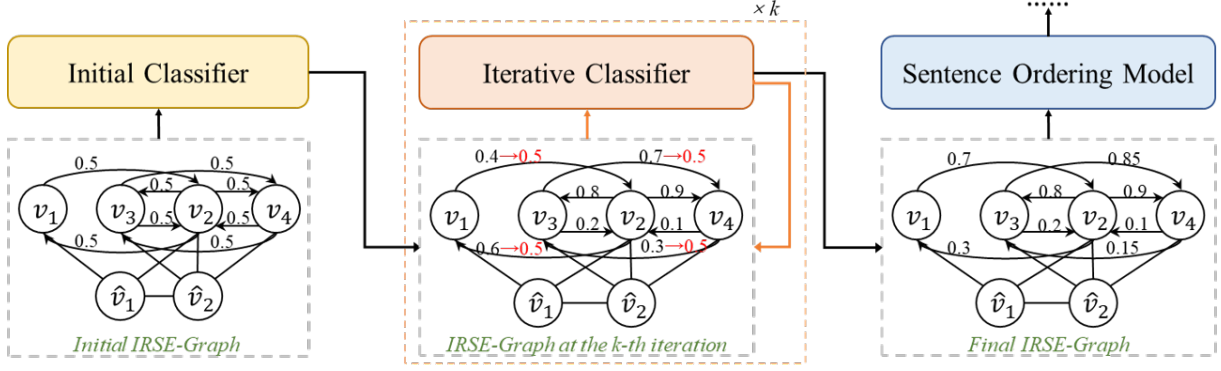 × k
......
Initial Classifier
Iterative Classifier
Sentence Ordering Model
0.5 0.5
0.5 0.5
v₁ v₃ v₂ v₄
0.5 0.5
0.5 0.5
v̂₁ v̂₂
Initial IRSE-Graph
0.4→0.5 0.7→0.5
0.8 0.9
v₁ v₃ v₂ v₄
0.2 0.1
0.6→0.5 0.3→0.5
v̂₁ v̂₂
IRSE-Graph at the k-th iteration
0.7 0.85
0.8 0.9
v₁ v₃ v₂ v₄
0.2 0.1
0.3 0.15
v̂₁ v̂₂
Final IRSE-Graph